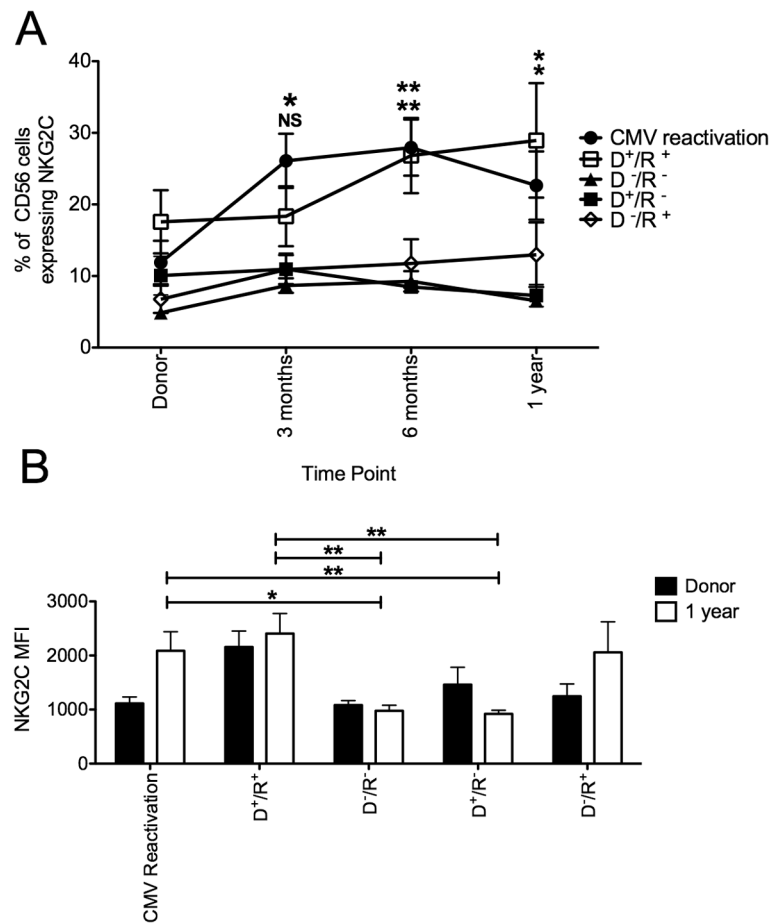 A
% of CD56 cells
expressing NKG2C
40
30
20
10
0
*
NS
**
**
*
*
CMV reactivation
D+/R +
D -/R -
D+/R -
D -/R +
Donor
3 months
6 months
1 year
Time Point
B
**
**
**
*
NKG2C MFI
3000
2000
1000
0
Donor
1 year
CMV Reactivation
D+/R+
D-/R-
D+/R-
D-/R+